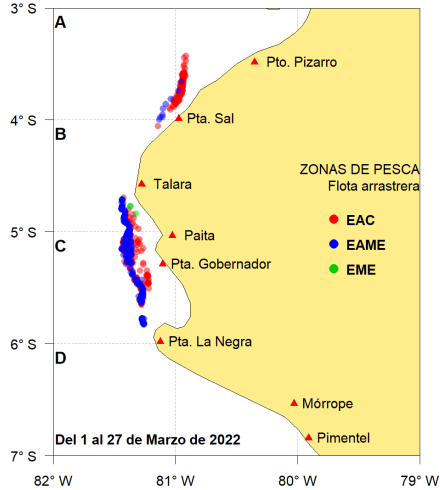 3° S
A
Pto. Pizarro
4° S
Pta. Sal
B
ZONAS DE PESCA
Flota arrastrera
Talara
EAC
5° S
Paita
C
EAME
Pta. Gobernador
EME
6° S
Pta. La Negra
D
Mórrope
Del 1 al 27 de Marzo de 2022
Pimentel
7° S
82° W
81° W
80° W
79° W